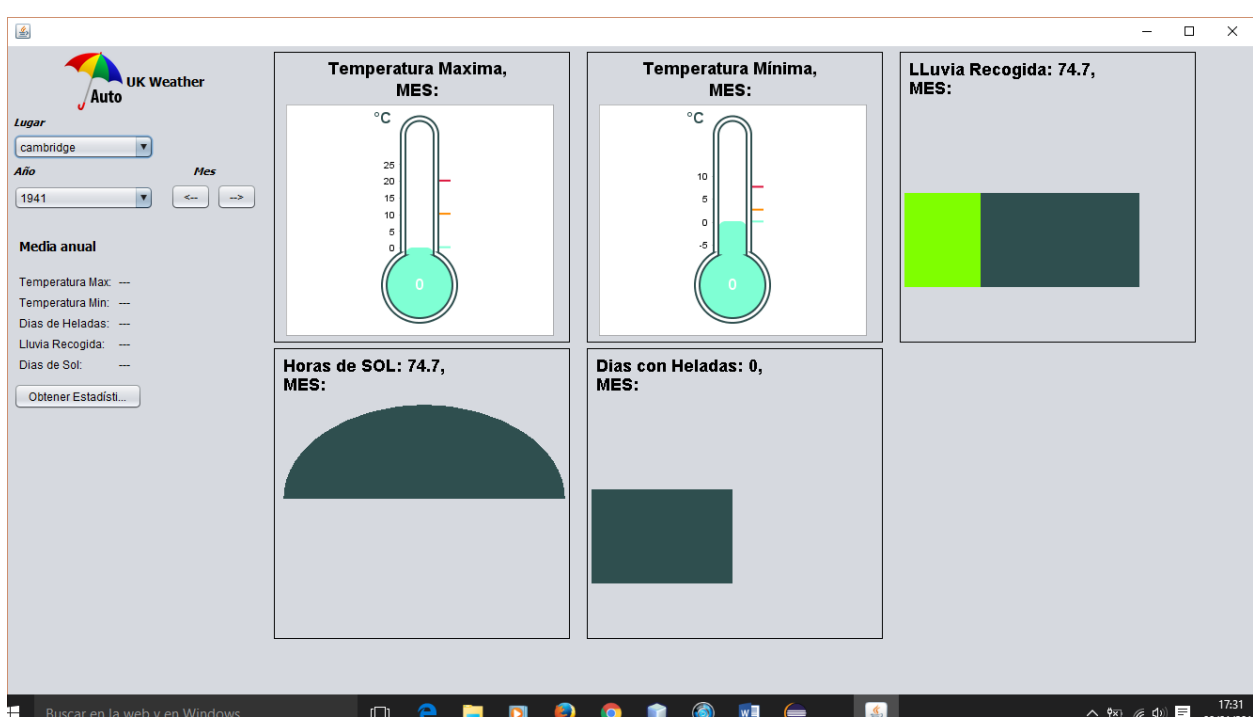 UK Weather
Auto
Lugar
cambridge
Año Mes
1941 <-- -->
Media anual
Temperatura Max: ---
Temperatura Min: ---
Dias de Heladas: ---
Lluvia Recogida: ---
Dias de Sol: ---
Obtener Estadísti...
Temperatura Maxima,
MES:
°C
25
20
15
10
5
0
0
Temperatura Mínima,
MES:
°C
10
5
0
-5
0
LLuvia Recogida: 74.7,
MES:
Horas de SOL: 74.7,
MES:
Dias con Heladas: 0,
MES:
Buscar en la web y en Windows
17:31